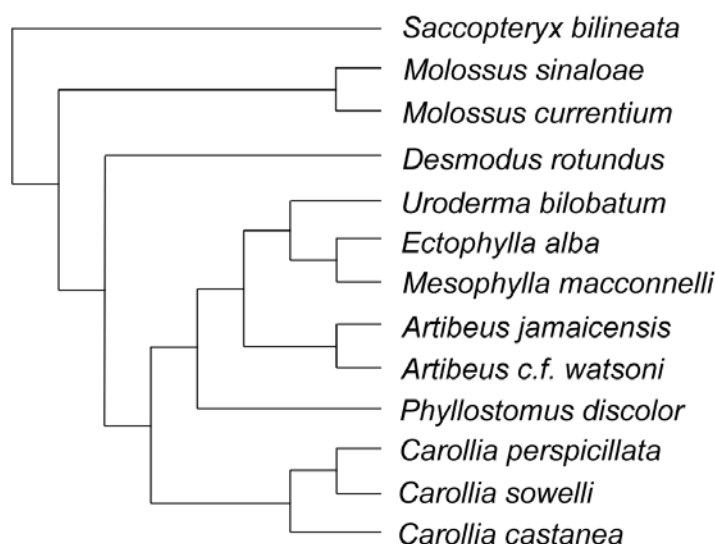 Saccopteryx bilineata
Molossus sinaloae
Molossus currentium
Desmodus rotundus
Uroderma bilobatum
Ectophylla alba
Mesophylla macconnelli
Artibeus jamaicensis
Artibeus c.f. watsoni
Phyllostomus discolor
Carollia perspicillata
Carollia sowelli
Carollia castanea